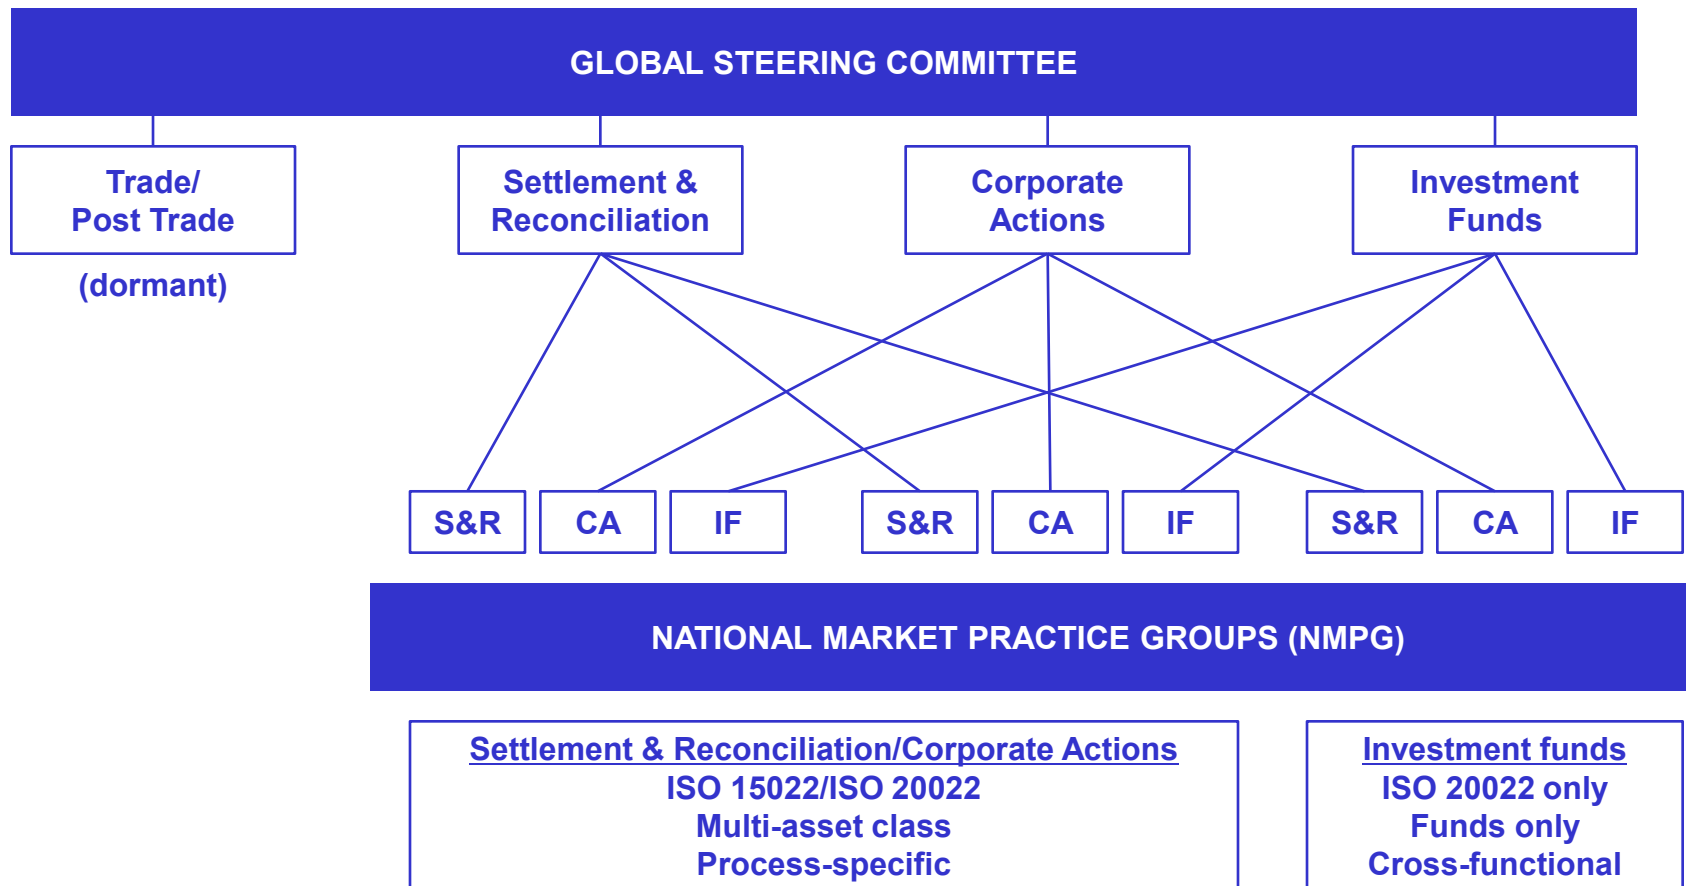 GLOBAL STEERING COMMITTEE
Trade/
Post Trade
(dormant)
Settlement &
Reconciliation
Corporate
Actions
Investment
Funds
S&R
CA
IF
S&R
CA
IF
S&R
CA
IF
NATIONAL MARKET PRACTICE GROUPS (NMPG)
Settlement & Reconciliation/Corporate Actions
ISO 15022/ISO 20022
Multi-asset class
Process-specific
Investment funds
ISO 20022 only
Funds only
Cross-functional